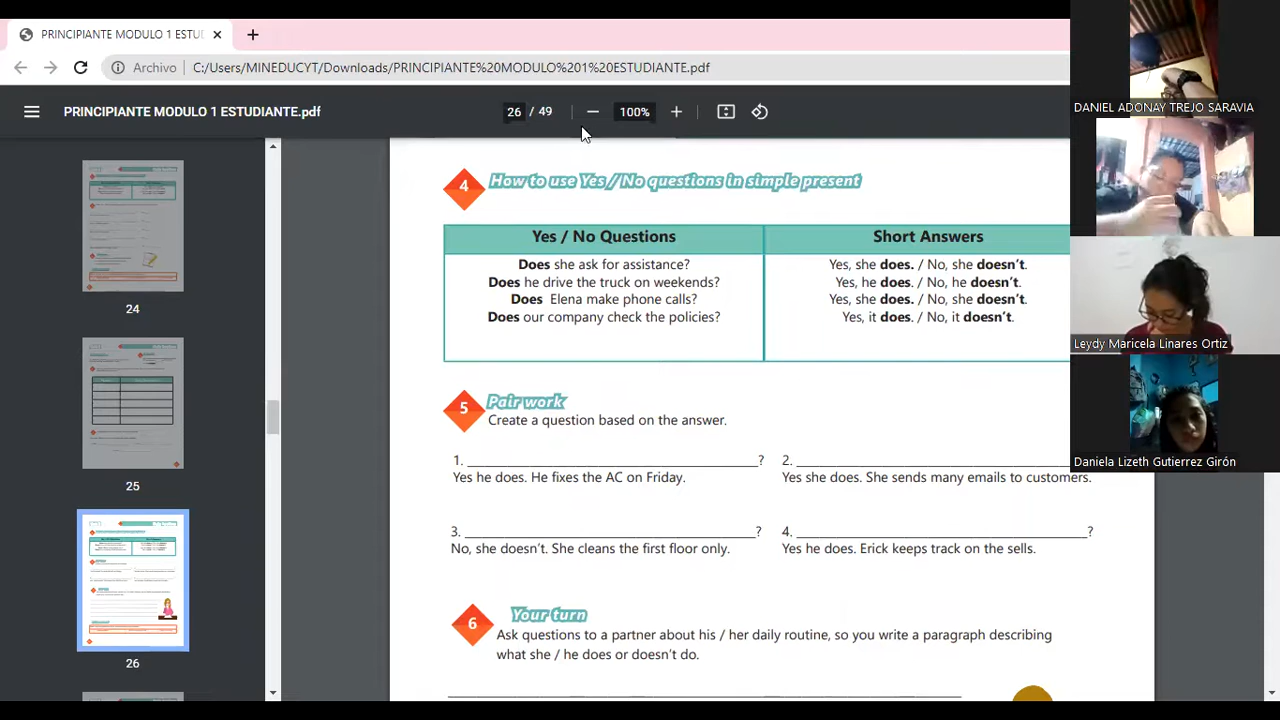 PRINCIPIANTE MODULO 1 ESTU
Archivo C:/Users/MINEDUCYT/Downloads/PRINCIPIANTE%20MODULO%201%20ESTUDIANTE.pdf
PRINCIPIANTE MODULO 1 ESTUDIANTE.pdf
26 / 49
100%
24
25
26
4
How to use Yes / No questions in simple present
Yes / No Questions
Short Answers
Does she ask for assistance?
Yes, she does. / No, she doesn't.
Does he drive the truck on weekends?
Yes, he does. / No, he doesn't.
Does Elena make phone calls?
Yes, she does. / No, she doesn't.
Does our company check the policies?
Yes, it does. / No, it doesn't.
5
Pair work
Create a question based on the answer.
1. ______________________________?
2. ______________________________
Yes he does. He fixes the AC on Friday.
Yes she does. She sends many emails to customers.
3. ______________________________?
4. ______________________________?
No, she doesn't. She cleans the first floor only.
Yes he does. Erick keeps track on the sells.
6
Your turn
Ask questions to a partner about his / her daily routine, so you write a paragraph describing
what she / he does or doesn't do.
DANIEL ADONAY TREJO SARAVIA
Leydy Maricela Linares Ortiz
Daniela Lizeth Gutierrez Girón